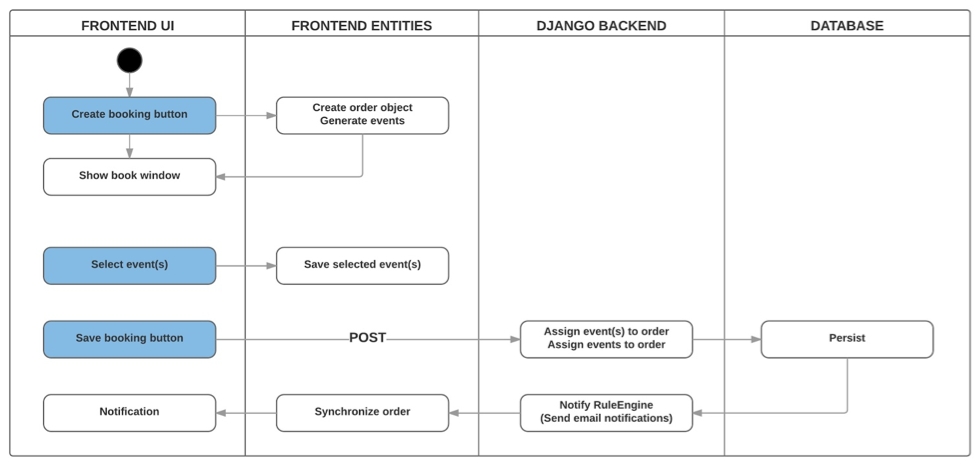 FRONTEND UI
FRONTEND ENTITIES
DJANGO BACKEND
DATABASE
Create booking button
Create order object
Generate events
Show book window
Select event(s)
Save selected event(s)
Save booking button
POST
Assign event(s) to order
Assign events to order
Persist
Notification
Synchronize order
Notify RuleEngine
(Send email notifications)